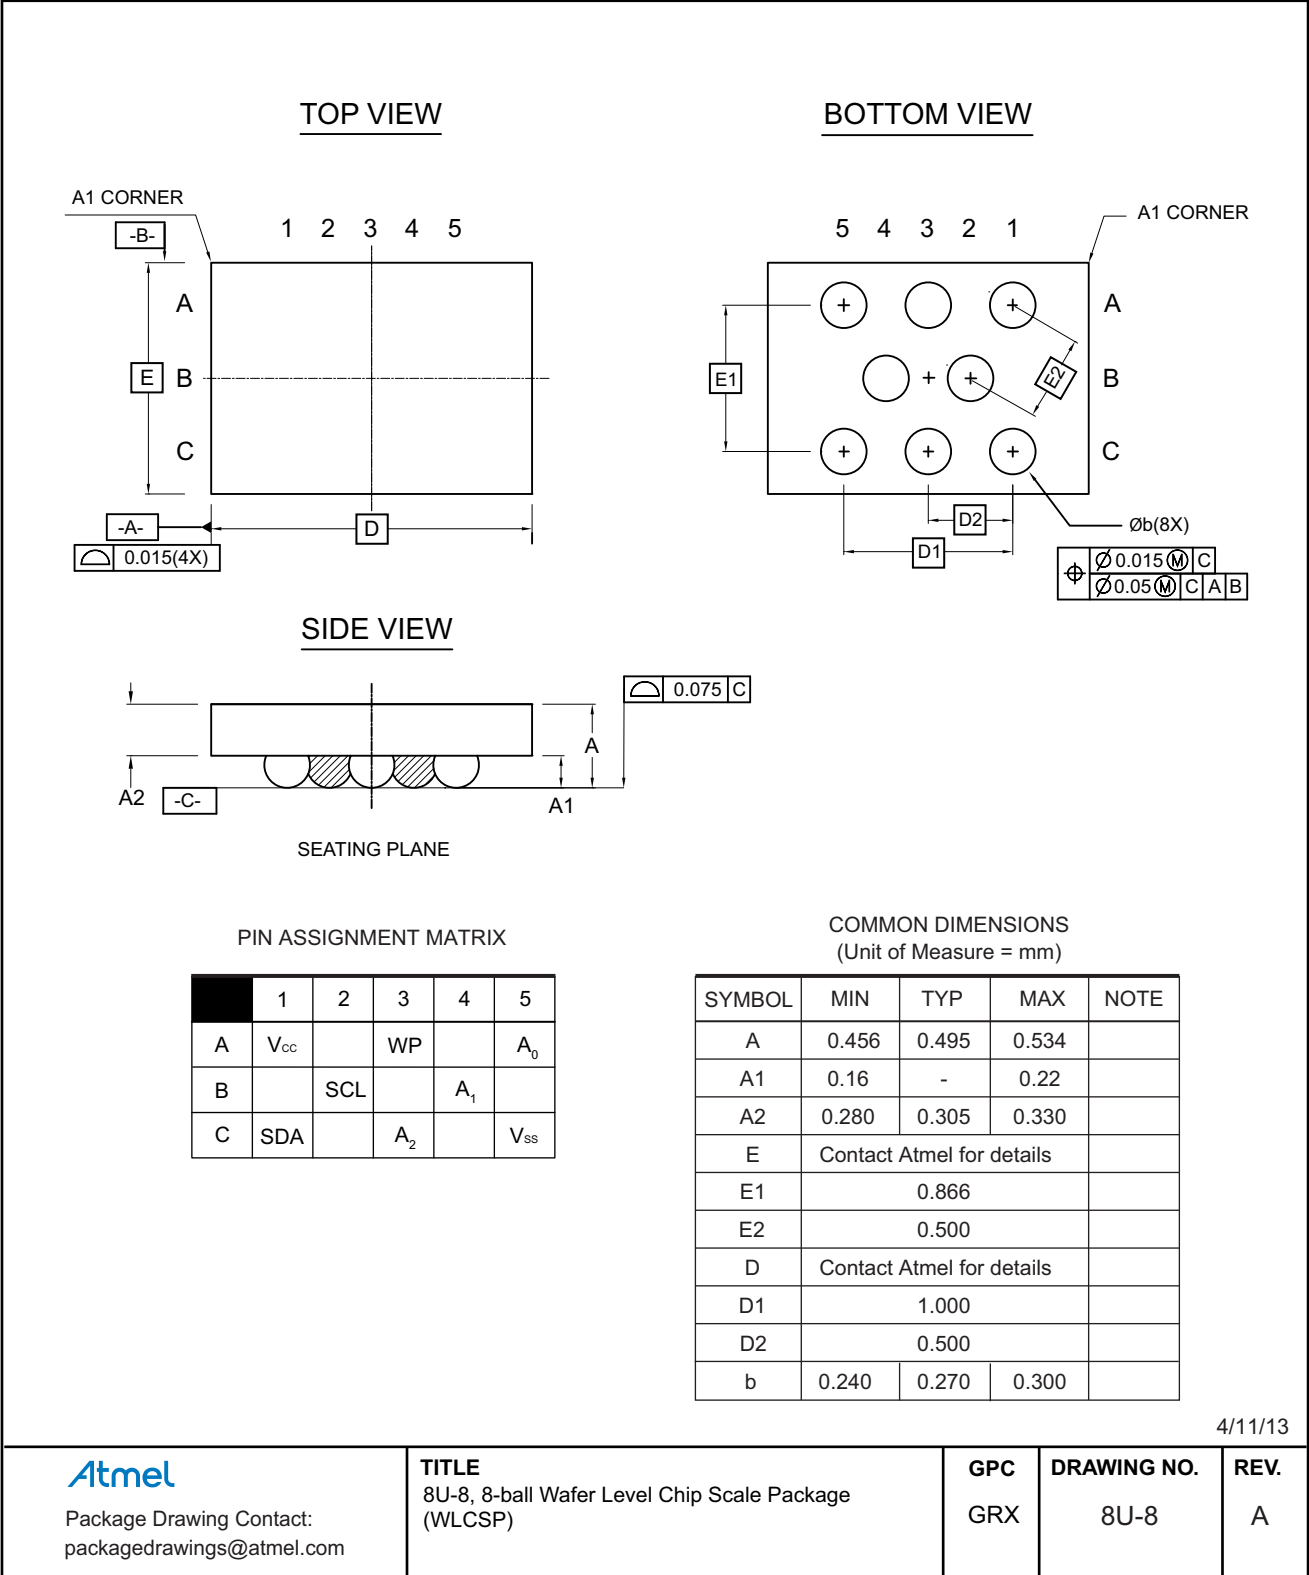 TOP VIEW
BOTTOM VIEW
A1 CORNER
-B-
1 2 3 4 5
A
E B
C
-A-
D
0.015(4X)
5 4 3 2 1
A1 CORNER
A
E1
E2
B
C
D2
D1
Øb(8X)
Ø0.015 Ⓜ C
Ø0.05 Ⓜ C A B
SIDE VIEW
0.075 C
A
A2
-C-
A1
SEATING PLANE
PIN ASSIGNMENT MATRIX
1 2 3 4 5
A VCC WP A0
B SCL A1
C SDA A2 VSS
COMMON DIMENSIONS
(Unit of Measure = mm)
SYMBOL MIN TYP MAX NOTE
A 0.456 0.495 0.534
A1 0.16 - 0.22
A2 0.280 0.305 0.330
E Contact Atmel for details
E1 0.866
E2 0.500
D Contact Atmel for details
D1 1.000
D2 0.500
b 0.240 0.270 0.300
4/11/13
Atmel
Package Drawing Contact:
packagedrawings@atmel.com
TITLE
8U-8, 8-ball Wafer Level Chip Scale Package
(WLCSP)
GPC
GRX
DRAWING NO.
8U-8
REV.
A